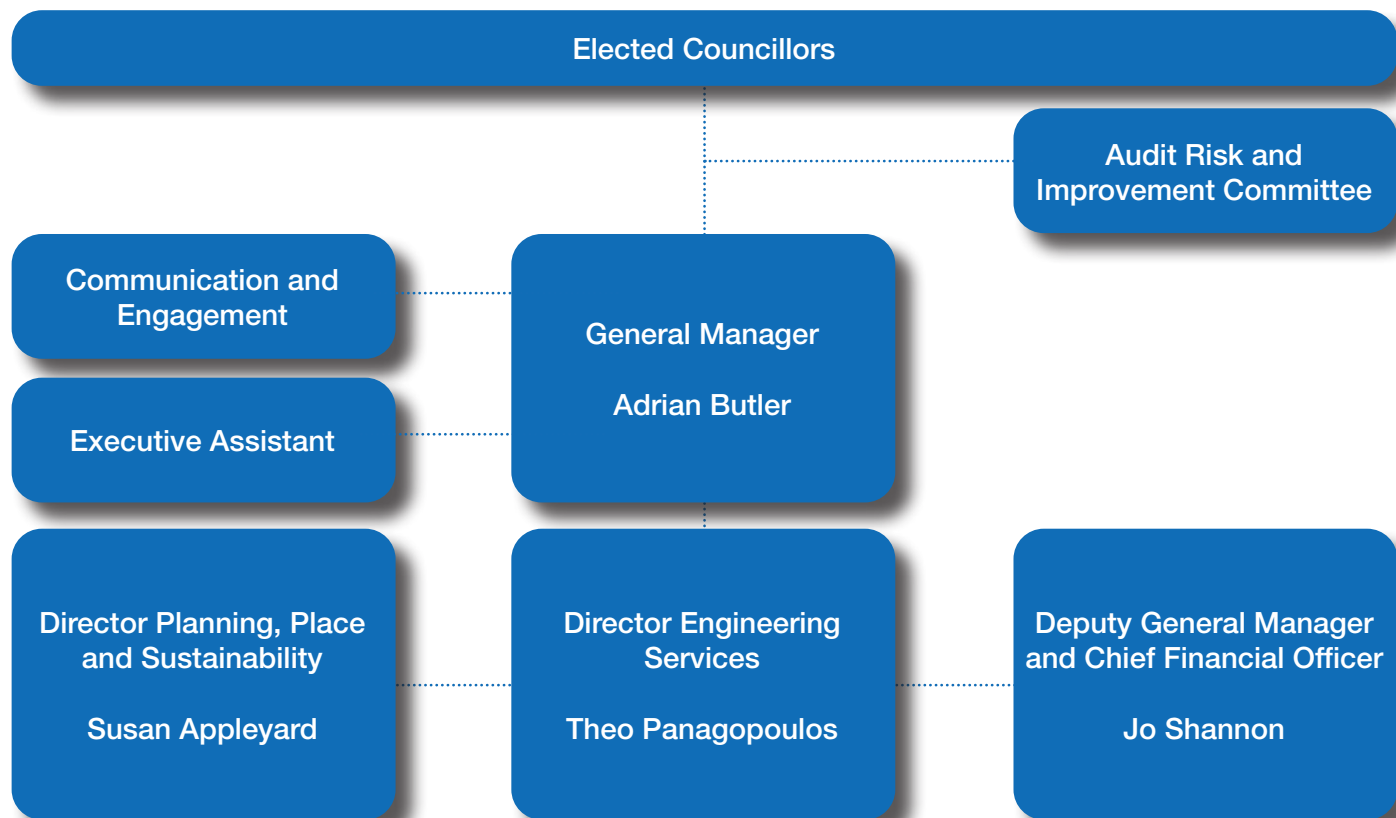 Elected Councillors
Audit Risk and
Improvement Committee
Communication and
Engagement
General Manager
Adrian Butler
Executive Assistant
Director Planning, Place
and Sustainability
Susan Appleyard
Director Engineering
Services
Theo Panagopoulos
Deputy General Manager
and Chief Financial Officer
Jo Shannon